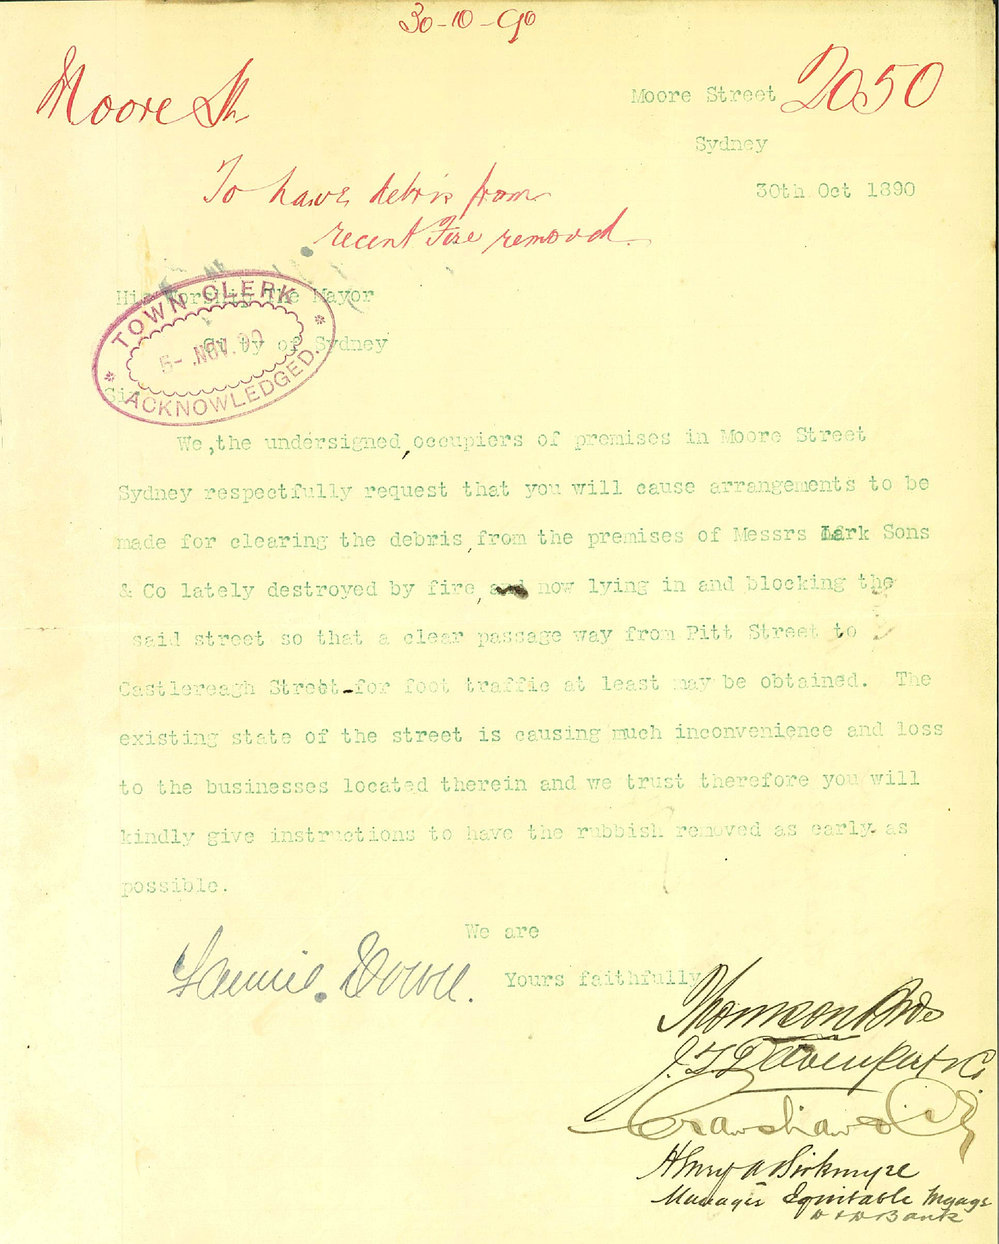 30-10-90
Moore St.
Moore Street 2050
Sydney
30th Oct 1890
To have debris from
recent Fire removed.
His Worship The Mayor
City of Sydney
TOWN CLERK
5- .NOV.90
ACKNOWLEDGED.
Sir
We, the undersigned, occupiers of premises in Moore Street
Sydney respectfully request that you will cause arrangements to be
made for clearing the debris, from the premises of Messrs Lark Sons
& Co lately destroyed by fire, now lying in and blocking the
said street so that a clear passage way from Pitt Street to
Castlereagh Street-for foot traffic at least may be obtained. The
existing state of the street is causing much inconvenience and loss
to the businesses located therein and we trust therefore you will
kindly give instructions to have the rubbish removed as early as
possible.
We are
Yours faithfully
Thomson Bros
J. T. Davenport & Co
Crawshaw & Co
Henry A Birkmyre
Manager Equitable
Bank